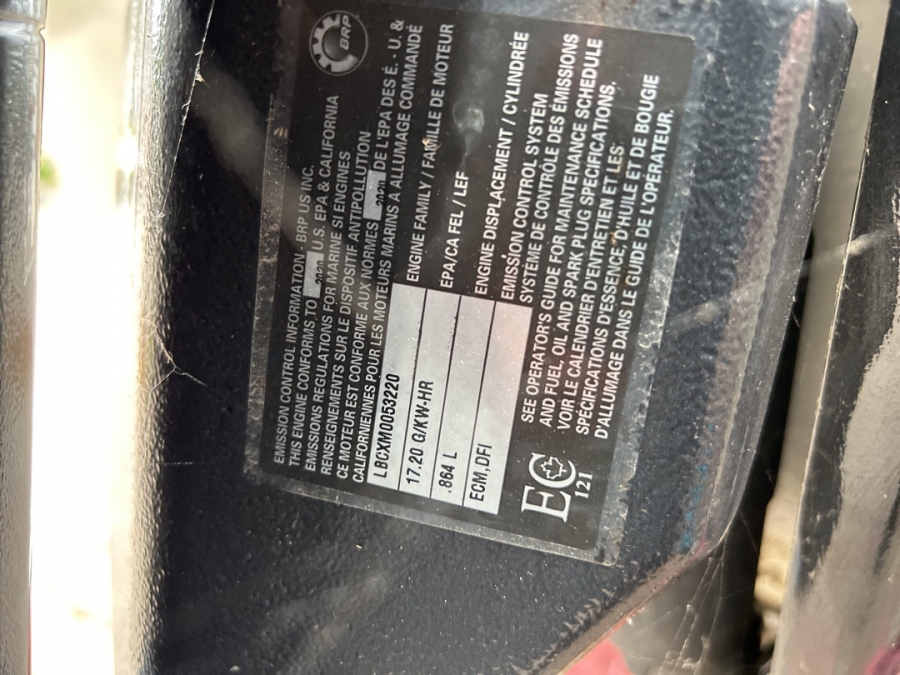 BRP
EMISSION CONTROL INFORMATION - BRP US INC.
THIS ENGINE CONFORMS TO 2020 U.S. EPA & CALIFORNIA
EMISSIONS REGULATIONS FOR MARINE SI ENGINES
RENSEIGNEMENTS SUR LE DISPOSITIF ANTIPOLLUTION
CE MOTEUR EST CONFORME AUX NORMES 2020 DE L'EPA DES É. - U. &
CALIFORNIENNES POUR LES MOTEURS MARINS A ALLUMAGE COMMANDÉ
LBCXM0053220 ENGINE FAMILY / FAMILLE DE MOTEUR
17.20 G/KW-HR EPA/CA FEL / LEF
.864 L ENGINE DISPLACEMENT / CYLINDRÉE
ECM,DFI EMISSION CONTROL SYSTEM
SYSTÈME DE CONTRÔLE DES ÉMISSIONS
SEE OPERATOR'S GUIDE FOR MAINTENANCE SCHEDULE
AND FUEL, OIL AND SPARK PLUG SPECIFICATIONS.
VOIR LE CALENDRIER D'ENTRETIEN ET LES
SPÉCIFICATIONS D'ESSENCE, D'HUILE ET DE BOUGIE
D'ALLUMAGE DANS LE GUIDE DE L'OPÉRATEUR.
EC
121